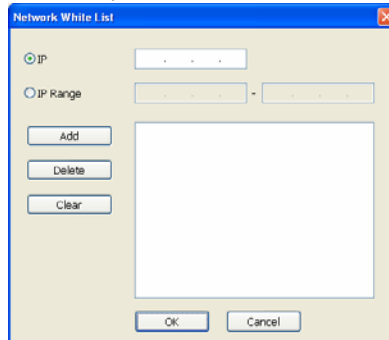 Network White List
IP
. . .
IP Range
. . . - . . .
Add
Delete
Clear
OK
Cancel